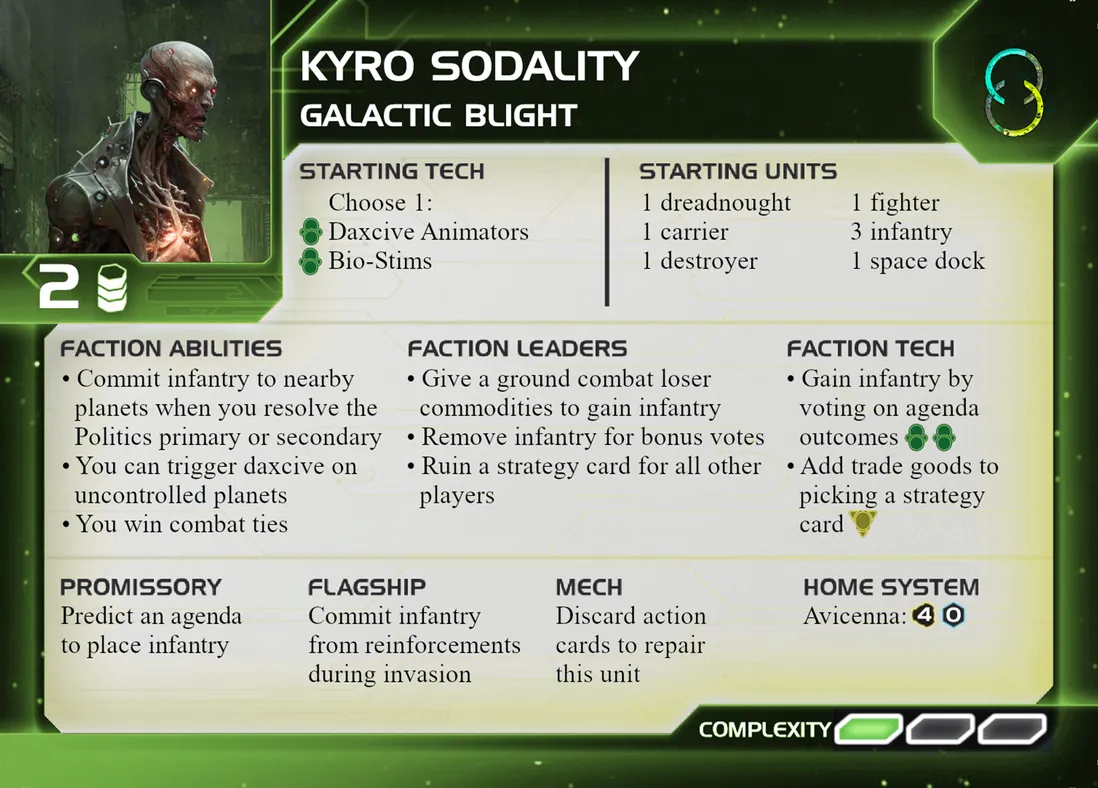 KYRO SODALITY
GALACTIC BLIGHT
2
STARTING TECH
Choose 1:
Daxcive Animators
Bio-Stims
STARTING UNITS
1 dreadnought
1 carrier
1 destroyer
1 fighter
3 infantry
1 space dock
FACTION ABILITIES
• Commit infantry to nearby
planets when you resolve the
Politics primary or secondary
• You can trigger daxcive on
uncontrolled planets
• You win combat ties
FACTION LEADERS
• Give a ground combat loser
commodities to gain infantry
• Remove infantry for bonus votes
• Ruin a strategy card for all other
players
FACTION TECH
• Gain infantry by
voting on agenda
outcomes
• Add trade goods to
picking a strategy
card
PROMISSORY
Predict an agenda
to place infantry
FLAGSHIP
Commit infantry
from reinforcements
during invasion
MECH
Discard action
cards to repair
this unit
HOME SYSTEM
Avicenna: 4 0
COMPLEXITY